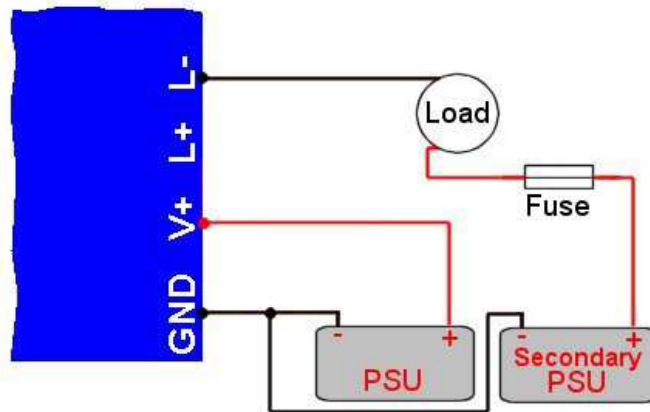 L-
L+
V+
GND
Load
Fuse
- +
PSU
- +
Secondary
PSU